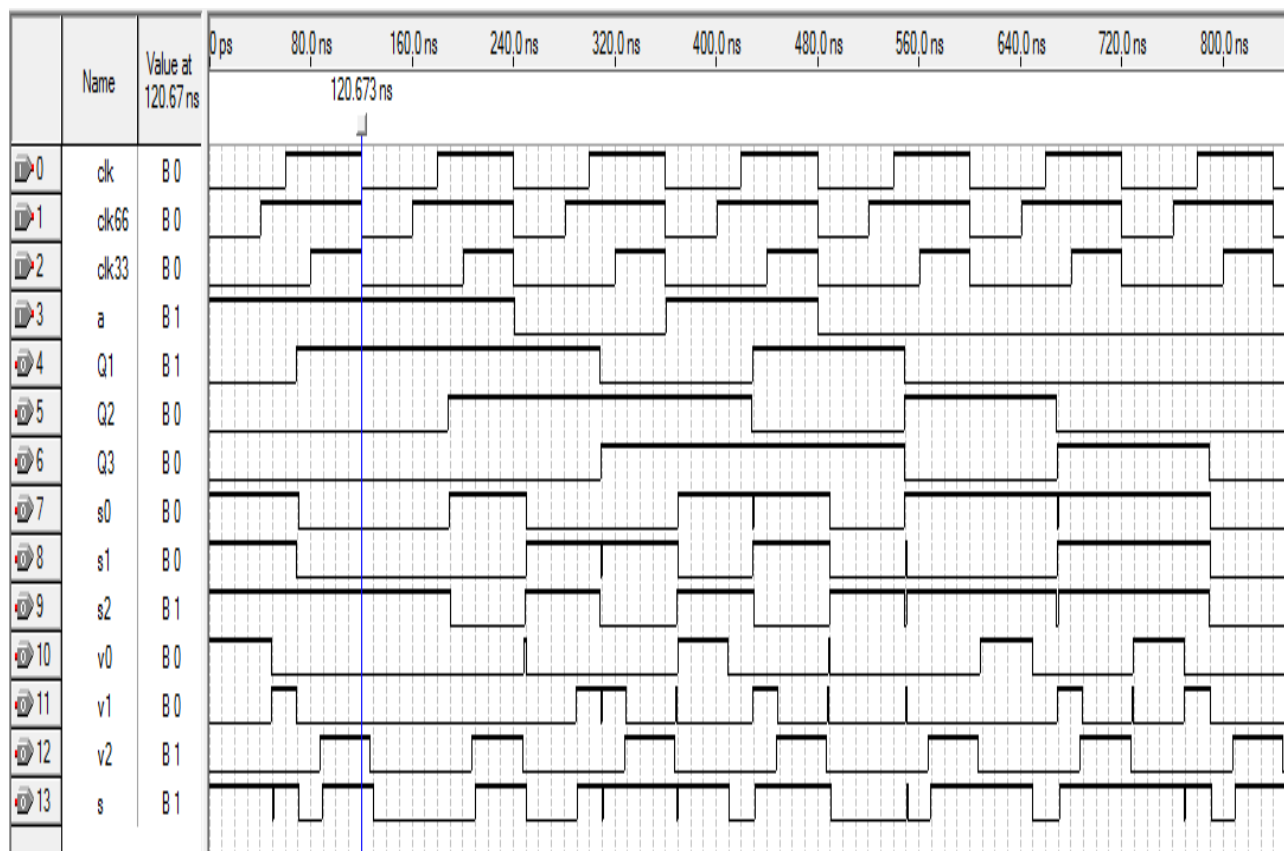 Name
Value at
120.67 ns
0 ps
80.0 ns
160.0 ns
240.0 ns
320.0 ns
400.0 ns
480.0 ns
560.0 ns
640.0 ns
720.0 ns
800.0 ns
120.673 ns
0 clk B 0
1 clk66 B 0
2 clk33 B 0
3 a B 1
4 Q1 B 1
5 Q2 B 0
6 Q3 B 0
7 s0 B 0
8 s1 B 0
9 s2 B 1
10 v0 B 0
11 v1 B 0
12 v2 B 1
13 s B 1